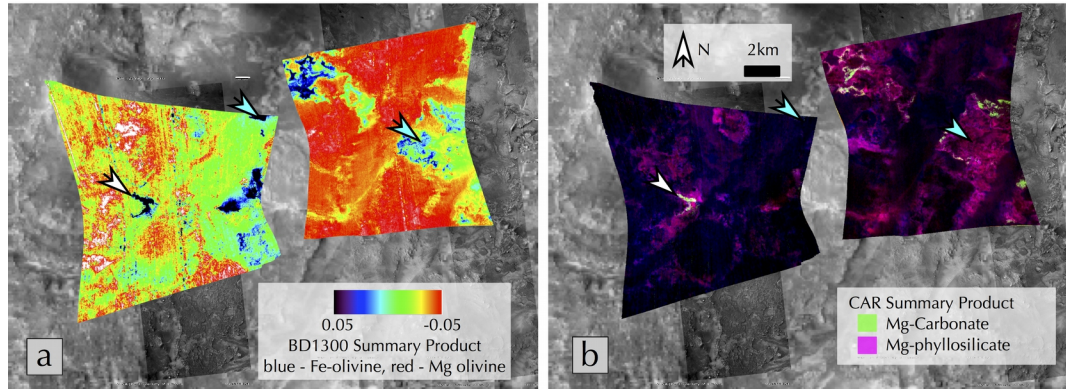 a
0.05 -0.05
BD1300 Summary Product
blue - Fe-olivine, red - Mg olivine
b
N 2km
CAR Summary Product
Mg-Carbonate
Mg-phyllosilicate